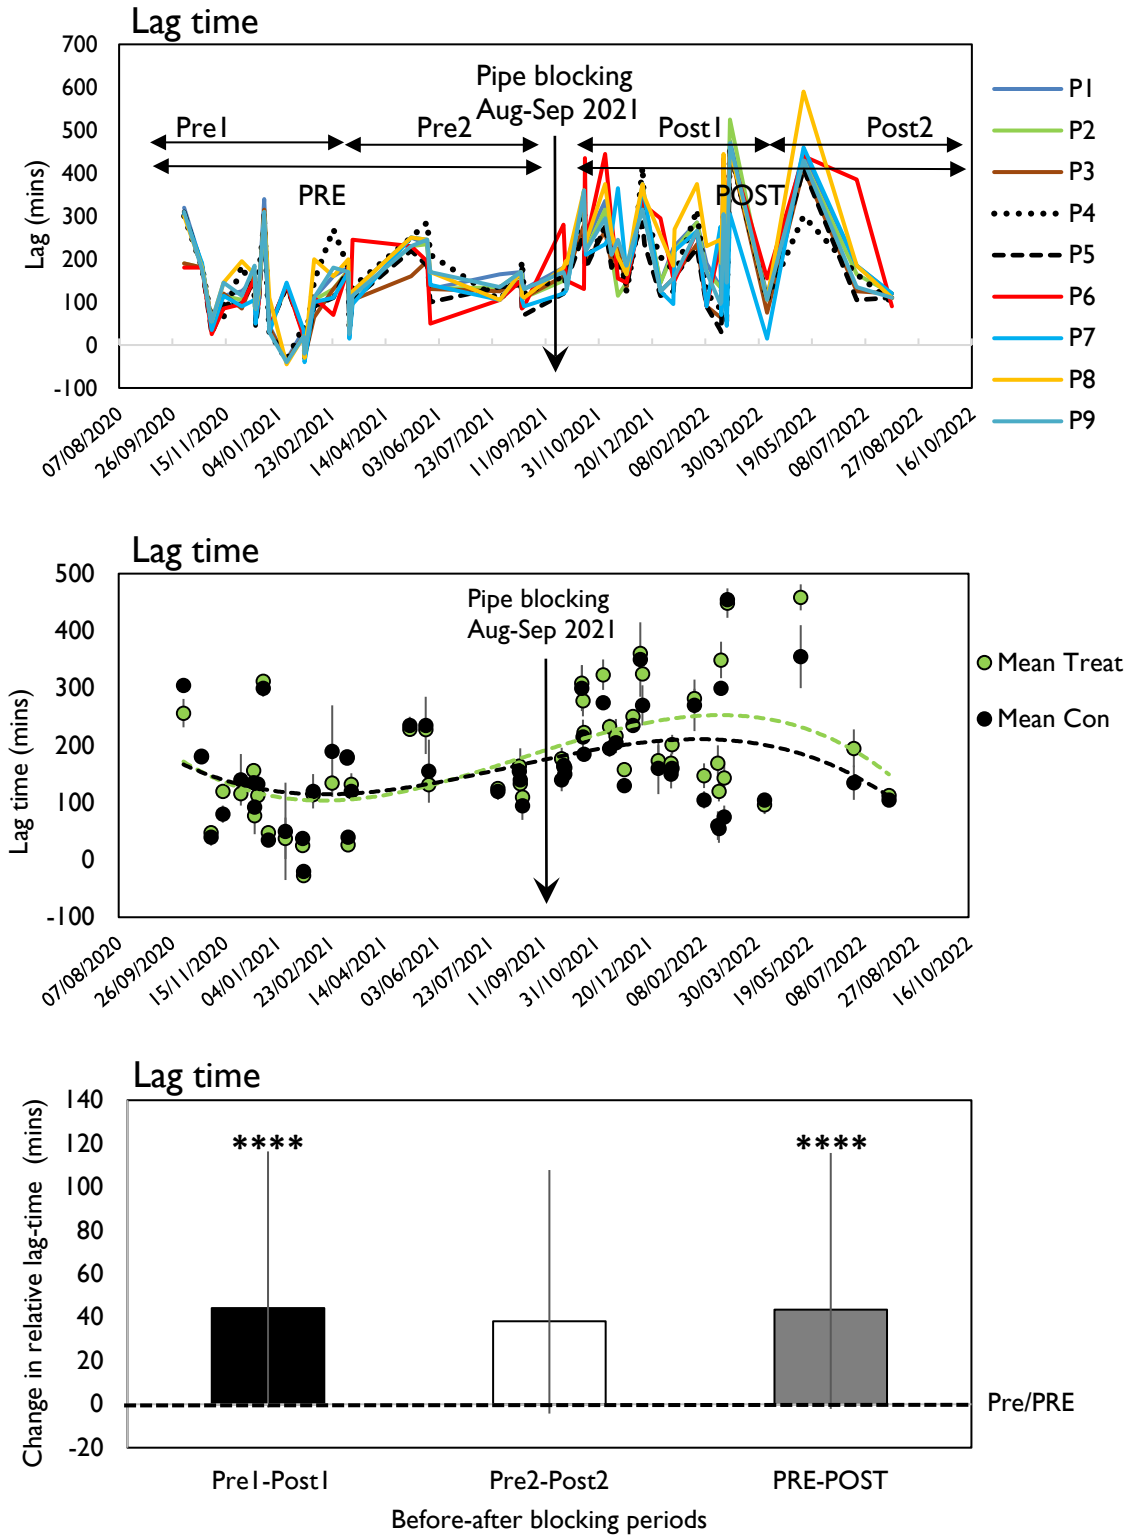 Lag time
700
600
500
400
300
200
100
0
-100
Lag (mins)
Pipe blocking
Aug-Sep 2021
Pre1
Pre2
Post1
Post2
PRE
POST
P1
P2
P3
P4
P5
P6
P7
P8
P9
07/08/2020
26/09/2020
15/11/2020
04/01/2021
23/02/2021
14/04/2021
03/06/2021
23/07/2021
11/09/2021
31/10/2021
20/12/2021
08/02/2022
30/03/2022
19/05/2022
08/07/2022
27/08/2022
16/10/2022
Lag time
500
400
300
200
100
0
-100
Lag time (mins)
Pipe blocking
Aug-Sep 2021
Mean Treat
Mean Con
07/08/2020
26/09/2020
15/11/2020
04/01/2021
23/02/2021
14/04/2021
03/06/2021
23/07/2021
11/09/2021
31/10/2021
20/12/2021
08/02/2022
30/03/2022
19/05/2022
08/07/2022
27/08/2022
16/10/2022
Lag time
140
120
100
80
60
40
20
0
-20
Change in relative lag-time (mins)
****
****
Pre/PRE
Pre1-Post1
Pre2-Post2
PRE-POST
Before-after blocking periods